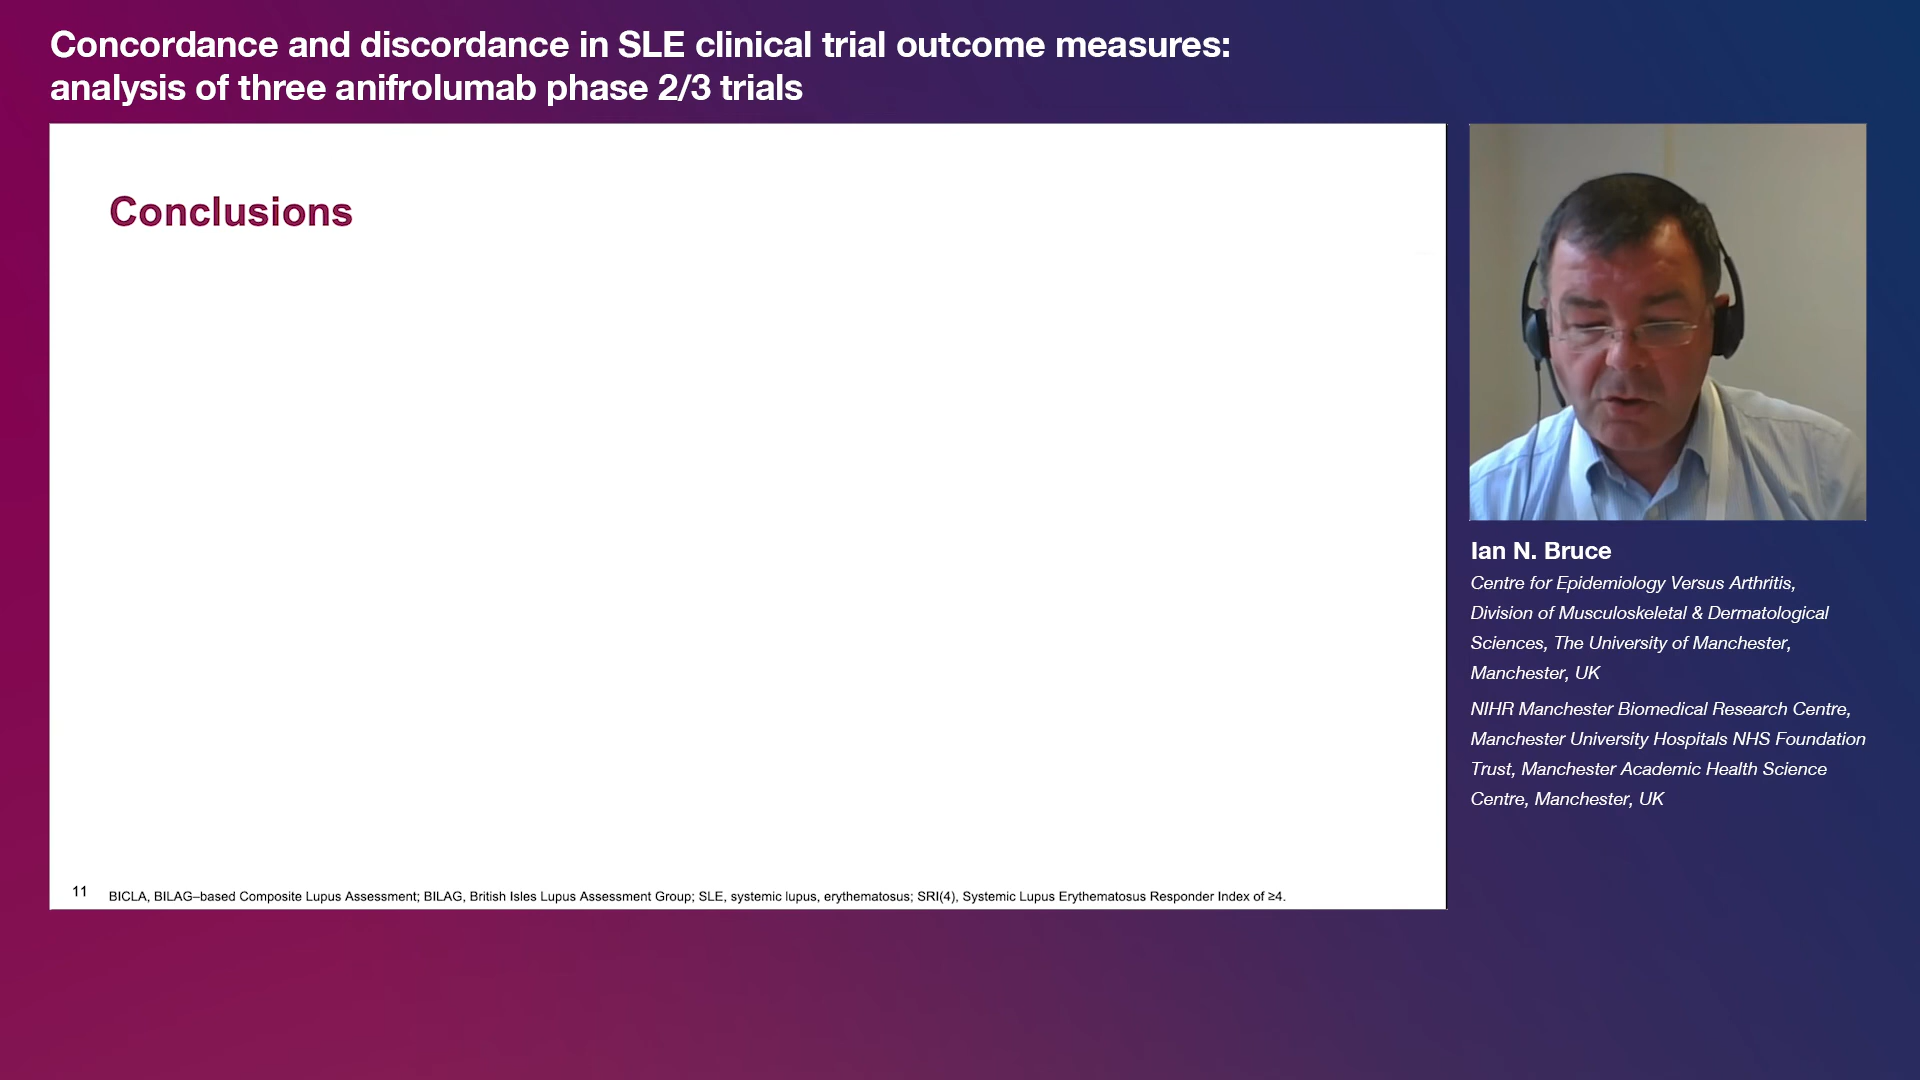 Concordance and discordance in SLE clinical trial outcome measures:
analysis of three anifrolumab phase 2/3 trials
Conclusions
11
BICLA, BILAG–based Composite Lupus Assessment; BILAG, British Isles Lupus Assessment Group; SLE, systemic lupus, erythematosus; SRI(4), Systemic Lupus Erythematosus Responder Index of ≥4.
Ian N. Bruce
Centre for Epidemiology Versus Arthritis,
Division of Musculoskeletal & Dermatological
Sciences, The University of Manchester,
Manchester, UK
NIHR Manchester Biomedical Research Centre,
Manchester University Hospitals NHS Foundation
Trust, Manchester Academic Health Science
Centre, Manchester, UK